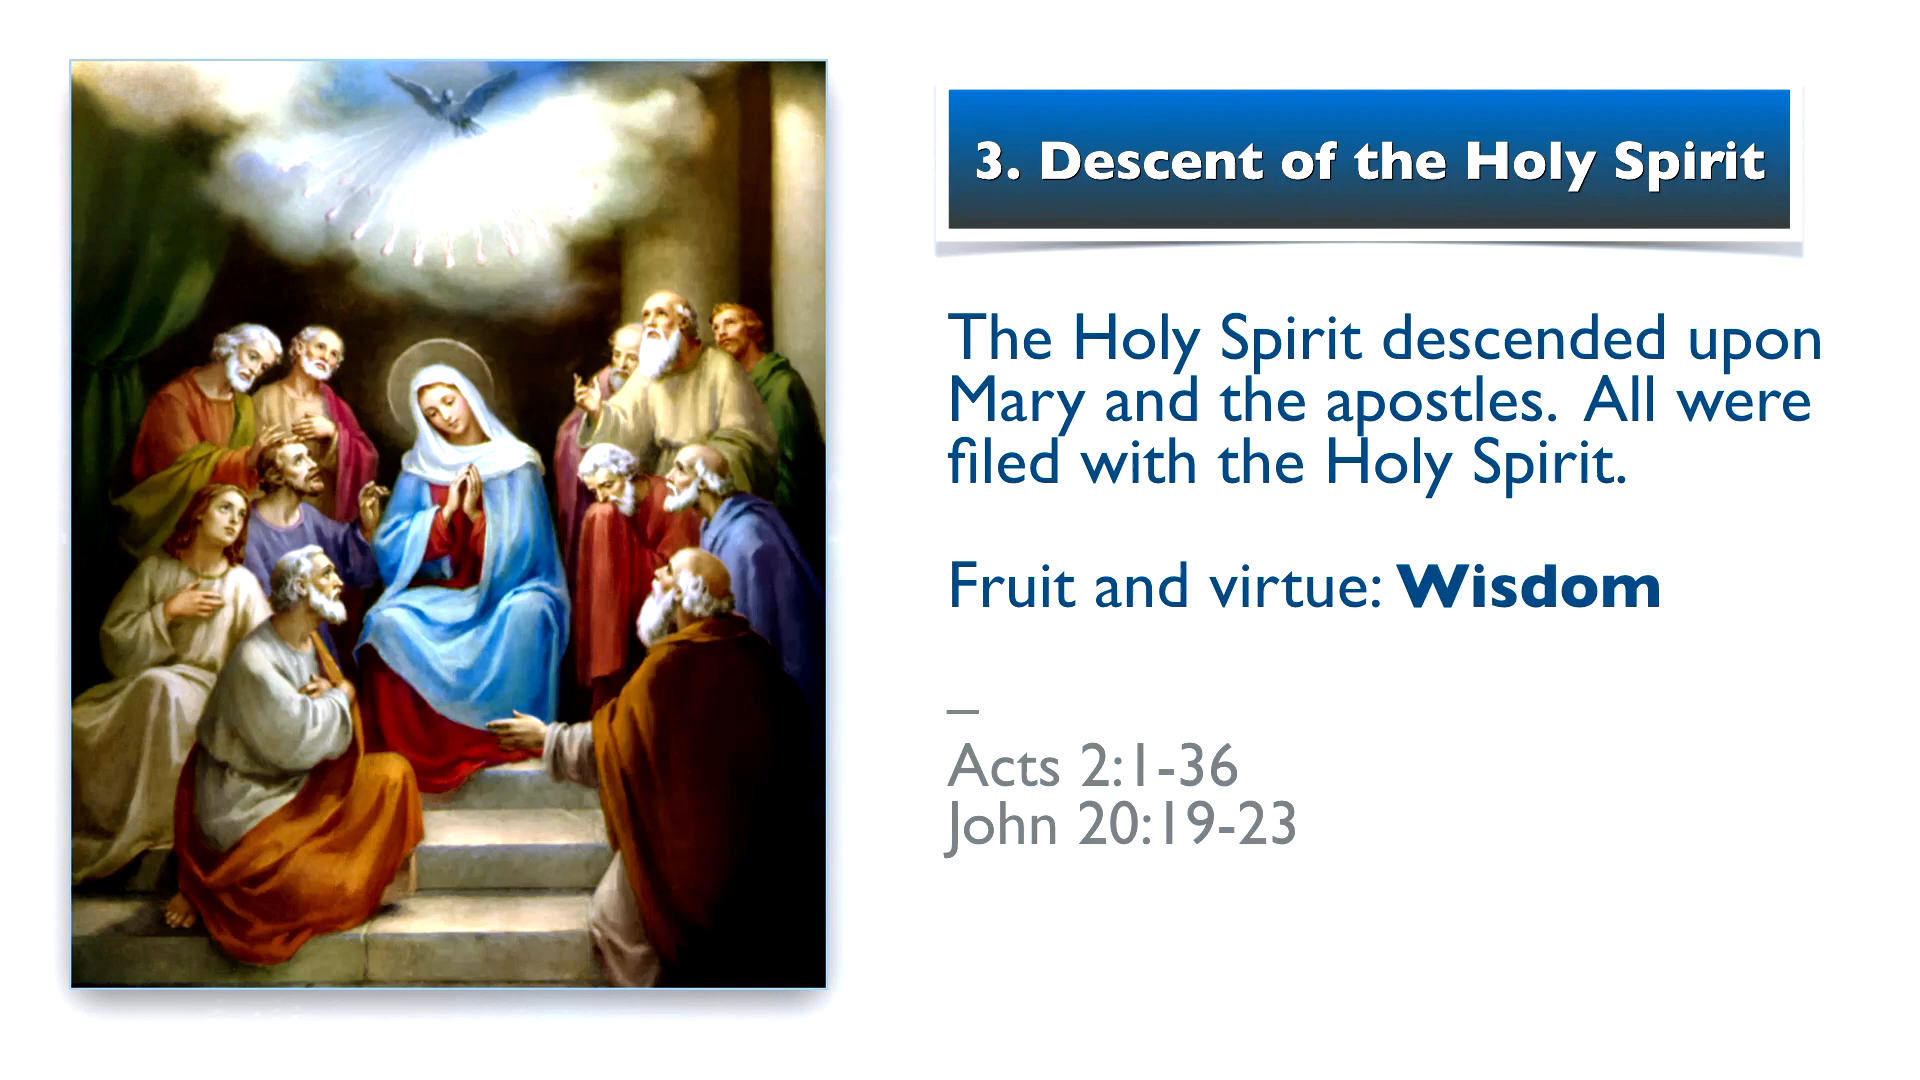 3. Descent of the Holy Spirit
The Holy Spirit descended upon
Mary and the apostles.  All were
filed with the Holy Spirit.
Fruit and virtue: Wisdom
_
Acts 2:1-36
John 20:19-23